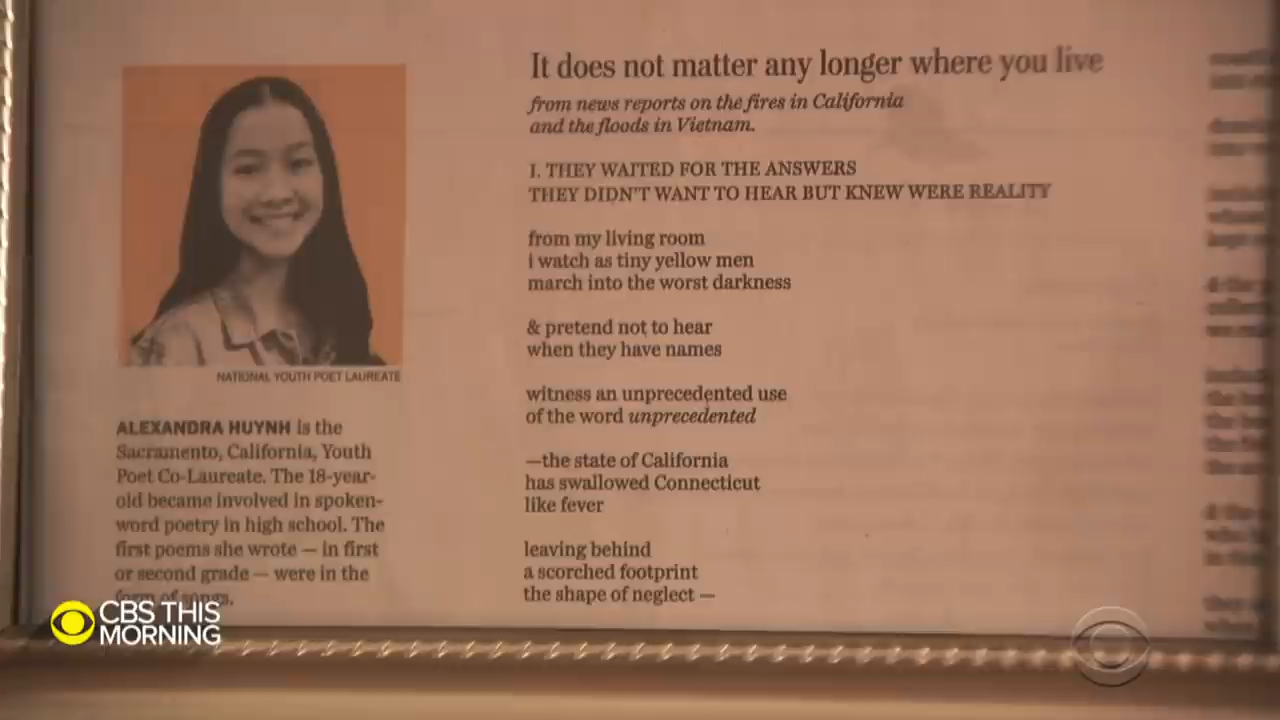 NATIONAL YOUTH POET LAUREATE
ALEXANDRA HUYNH is the
Sacramento, California, Youth
Poet Co-Laureate. The 18-year-
old became involved in spoken-
word poetry in high school. The
first poems she wrote — in first
or second grade — were in the
form of songs.
It does not matter any longer where you live
from news reports on the fires in California
and the floods in Vietnam.
I. THEY WAITED FOR THE ANSWERS
THEY DIDN'T WANT TO HEAR BUT KNEW WERE REALITY
from my living room
i watch as tiny yellow men
march into the worst darkness
& pretend not to hear
when they have names
witness an unprecedented use
of the word unprecedented
—the state of California
has swallowed Connecticut
like fever
leaving behind
a scorched footprint
the shape of neglect —
CBS THIS
MORNING